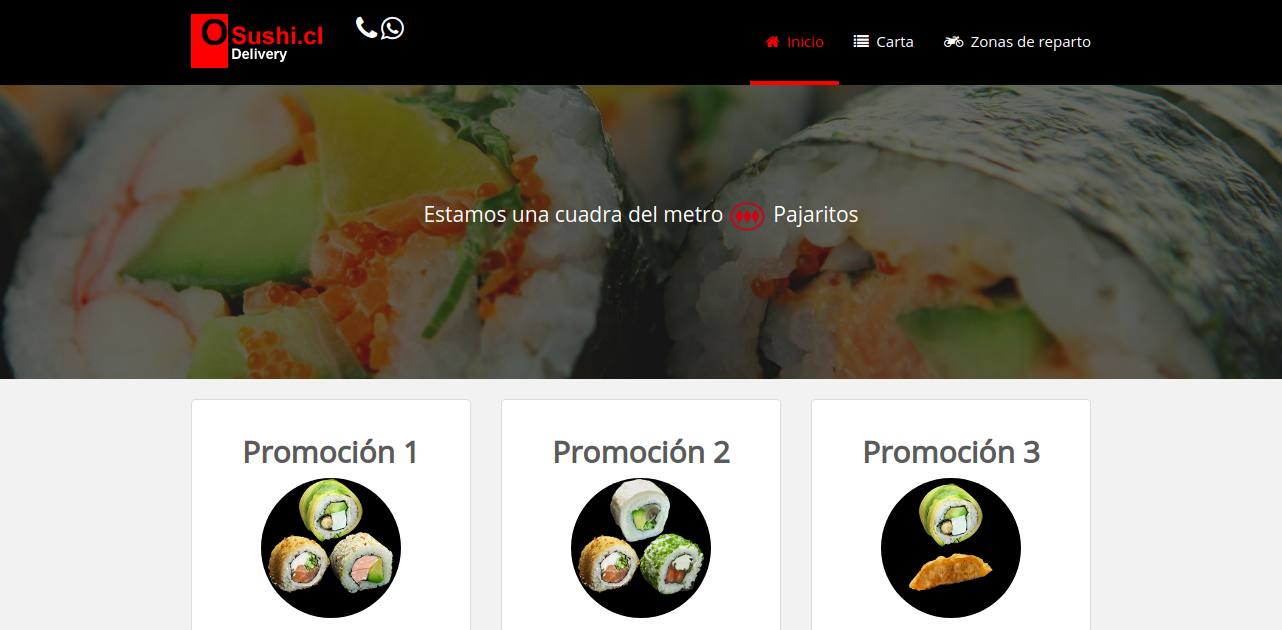 O Sushi.cl
Delivery
Inicio
Carta
Zonas de reparto
Estamos una cuadra del metro Pajaritos
Promoción 1
Promoción 2
Promoción 3